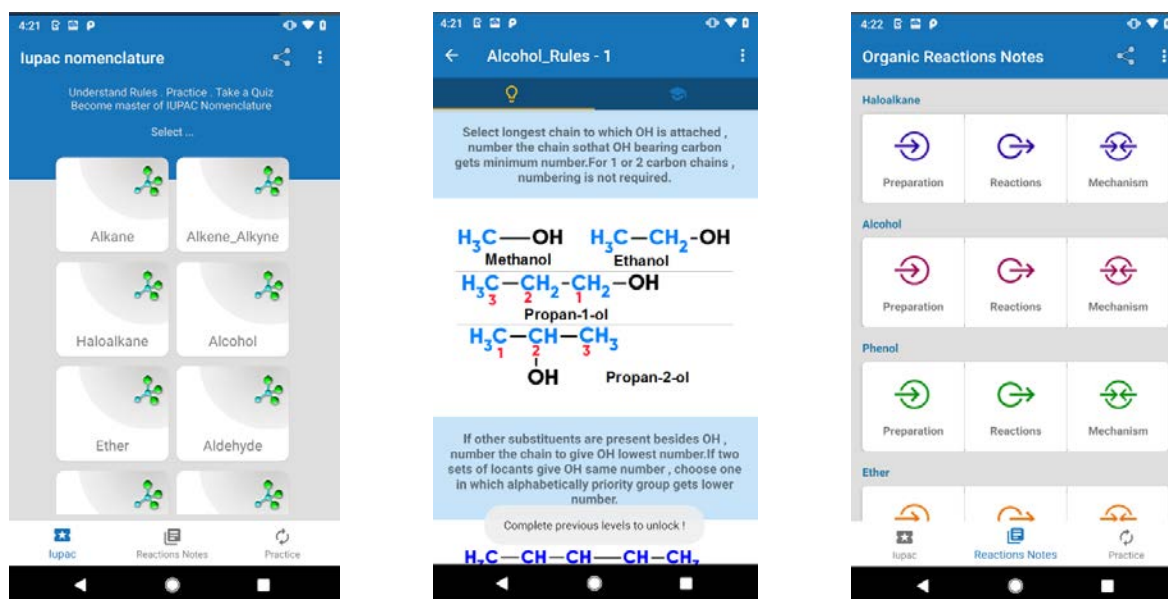 4:21
Iupac nomenclature
Understand Rules . Practice . Take a Quiz
Become master of IUPAC Nomenclature
Select ...
Alkane
Alkene_Alkyne
Haloalkane
Alcohol
Ether
Aldehyde
Iupac
Reactions Notes
Practice
4:21
Alcohol_Rules - 1
Select longest chain to which OH is attached ,
number the chain sothat OH bearing carbon
gets minimum number.For 1 or 2 carbon chains ,
numbering is not required.
H3C—OH H3C—CH2-OH
Methanol Ethanol
H3C—CH2-CH2—OH
3 2 1
Propan-1-ol
H3C—CH—CH3
1 2 3
OH Propan-2-ol
If other substituents are present besides OH ,
number the chain to give OH lowest number.If two
sets of locants give OH same number , choose one
in which alphabetically priority group gets lower
number.
Complete previous levels to unlock !
H3C—CH—CH—CH—CH3
4:22
Organic Reactions Notes
Haloalkane
Preparation
Reactions
Mechanism
Alcohol
Preparation
Reactions
Mechanism
Phenol
Preparation
Reactions
Mechanism
Ether
Iupac
Reactions Notes
Practice